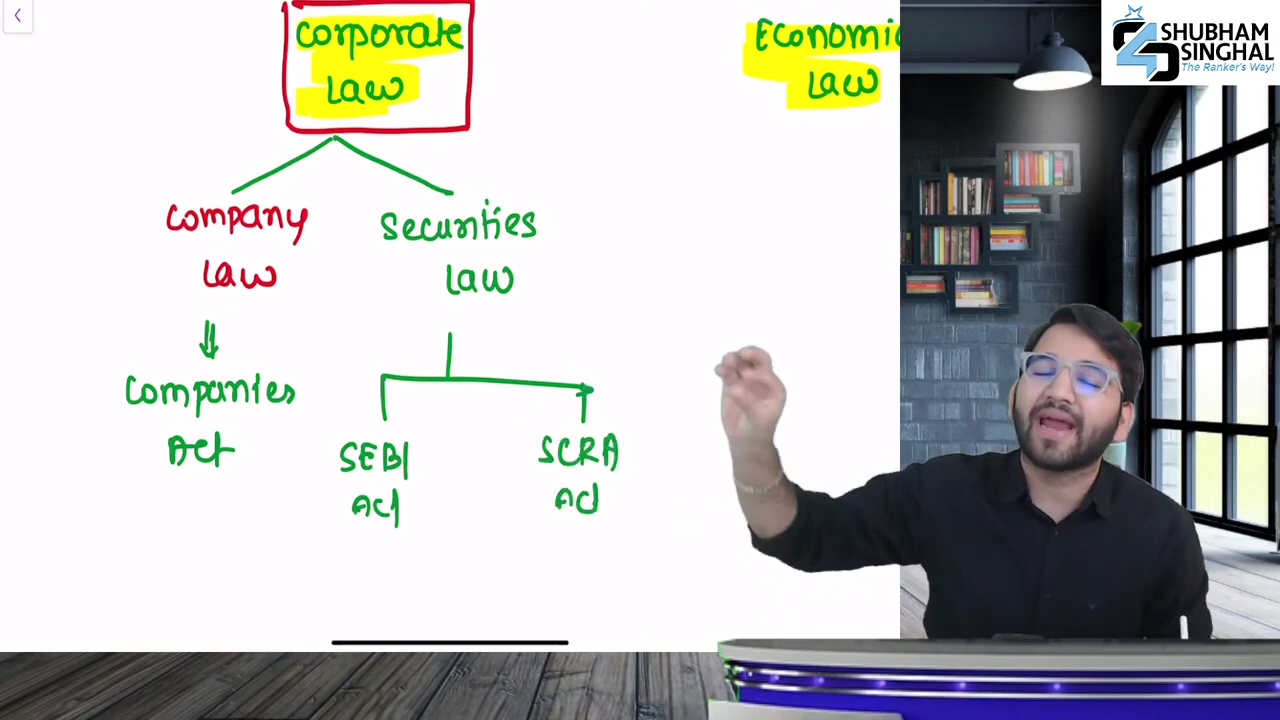 corporate
Law
Economic
Law
SHUBHAM
SINGHAL
The Ranker's Way!
Company
Law
Securities
Law
Companies
Act
SEBI
Act
SCRA
Act